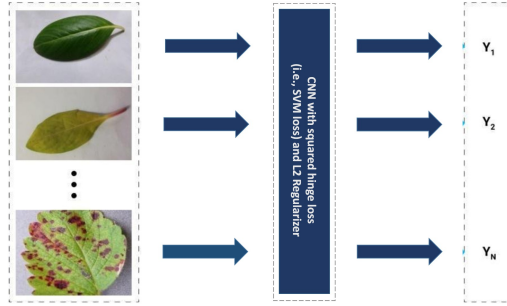 CNN with squared hinge loss
(i.e., SVM loss) and L2 Regularizer
Y1
Y2
YN